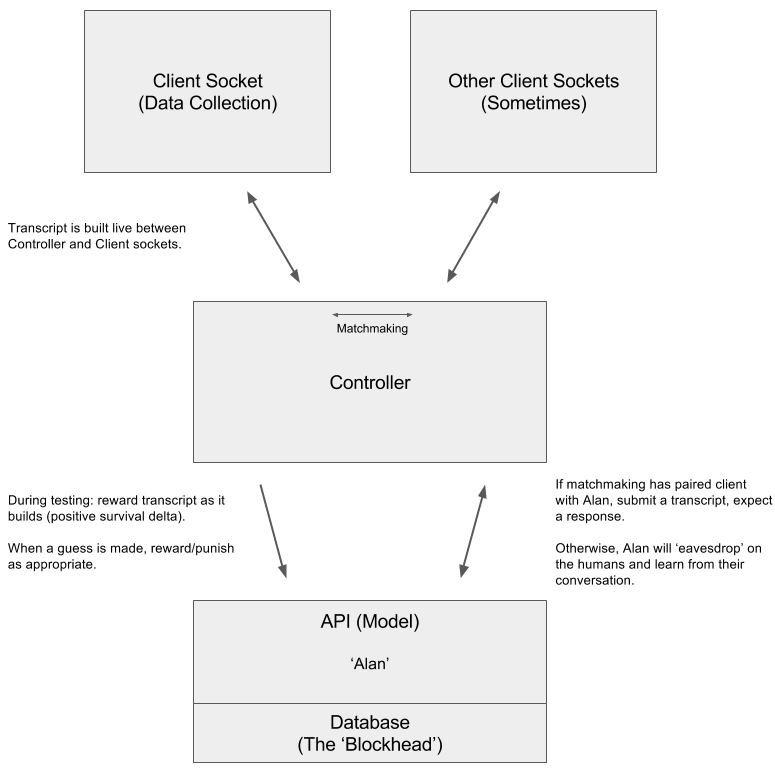 Client Socket
(Data Collection)
Other Client Sockets
(Sometimes)
Transcript is built live between
Controller and Client sockets.
Matchmaking
Controller
During testing: reward transcript as it
builds (positive survival delta).
When a guess is made, reward/punish
as appropriate.
If matchmaking has paired client
with Alan, submit a transcript, expect
a response.
Otherwise, Alan will ‘eavesdrop’ on
the humans and learn from their
conversation.
API (Model)
‘Alan’
Database
(The ‘Blockhead’)